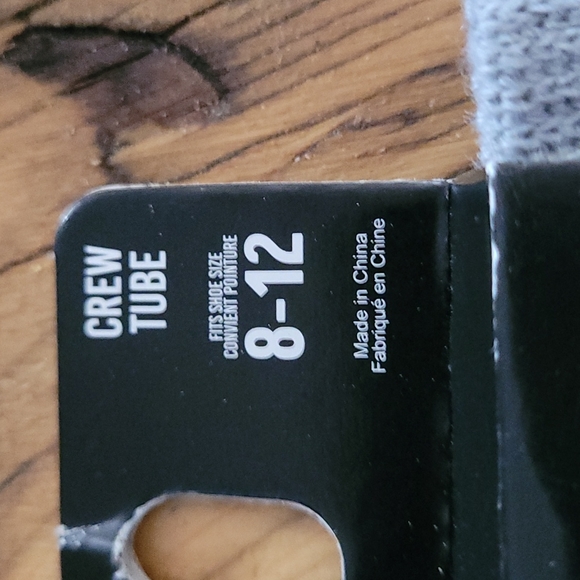 CREW
TUBE
FITS SHOE SIZE
CONVIENT POINTURE
8-12
Made in China
Fabriqué en Chine